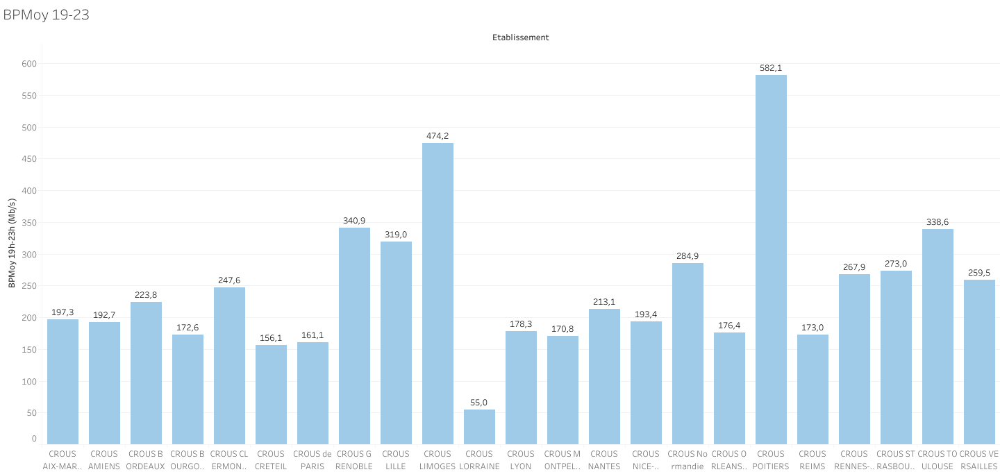 BPMoy 19-23
Etablissement
BPMoy 19h-23h (Mb/s)
600
550
500
450
400
350
300
250
200
150
100
50
0
197,3
192,7
223,8
172,6
247,6
156,1
161,1
340,9
319,0
474,2
55,0
178,3
170,8
213,1
193,4
284,9
176,4
582,1
173,0
267,9
273,0
338,6
259,5
CROUS
AIX-MAR..
CROUS
AMIENS
CROUS B
ORDEAUX
CROUS B
OURGO..
CROUS CL
ERMON..
CROUS
CRETEIL
CROUS de
PARIS
CROUS G
RENOBLE
CROUS
LILLE
CROUS
LIMOGES
CROUS
LORRAINE
CROUS
LYON
CROUS M
ONTPEL..
CROUS
NANTES
CROUS
NICE-..
CROUS No
rmandie
CROUS O
RLEANS..
CROUS
POITIERS
CROUS
REIMS
CROUS
RENNES-..
CROUS ST
RASBOU..
CROUS TO
ULOUSE
CROUS VE
RSAILLES